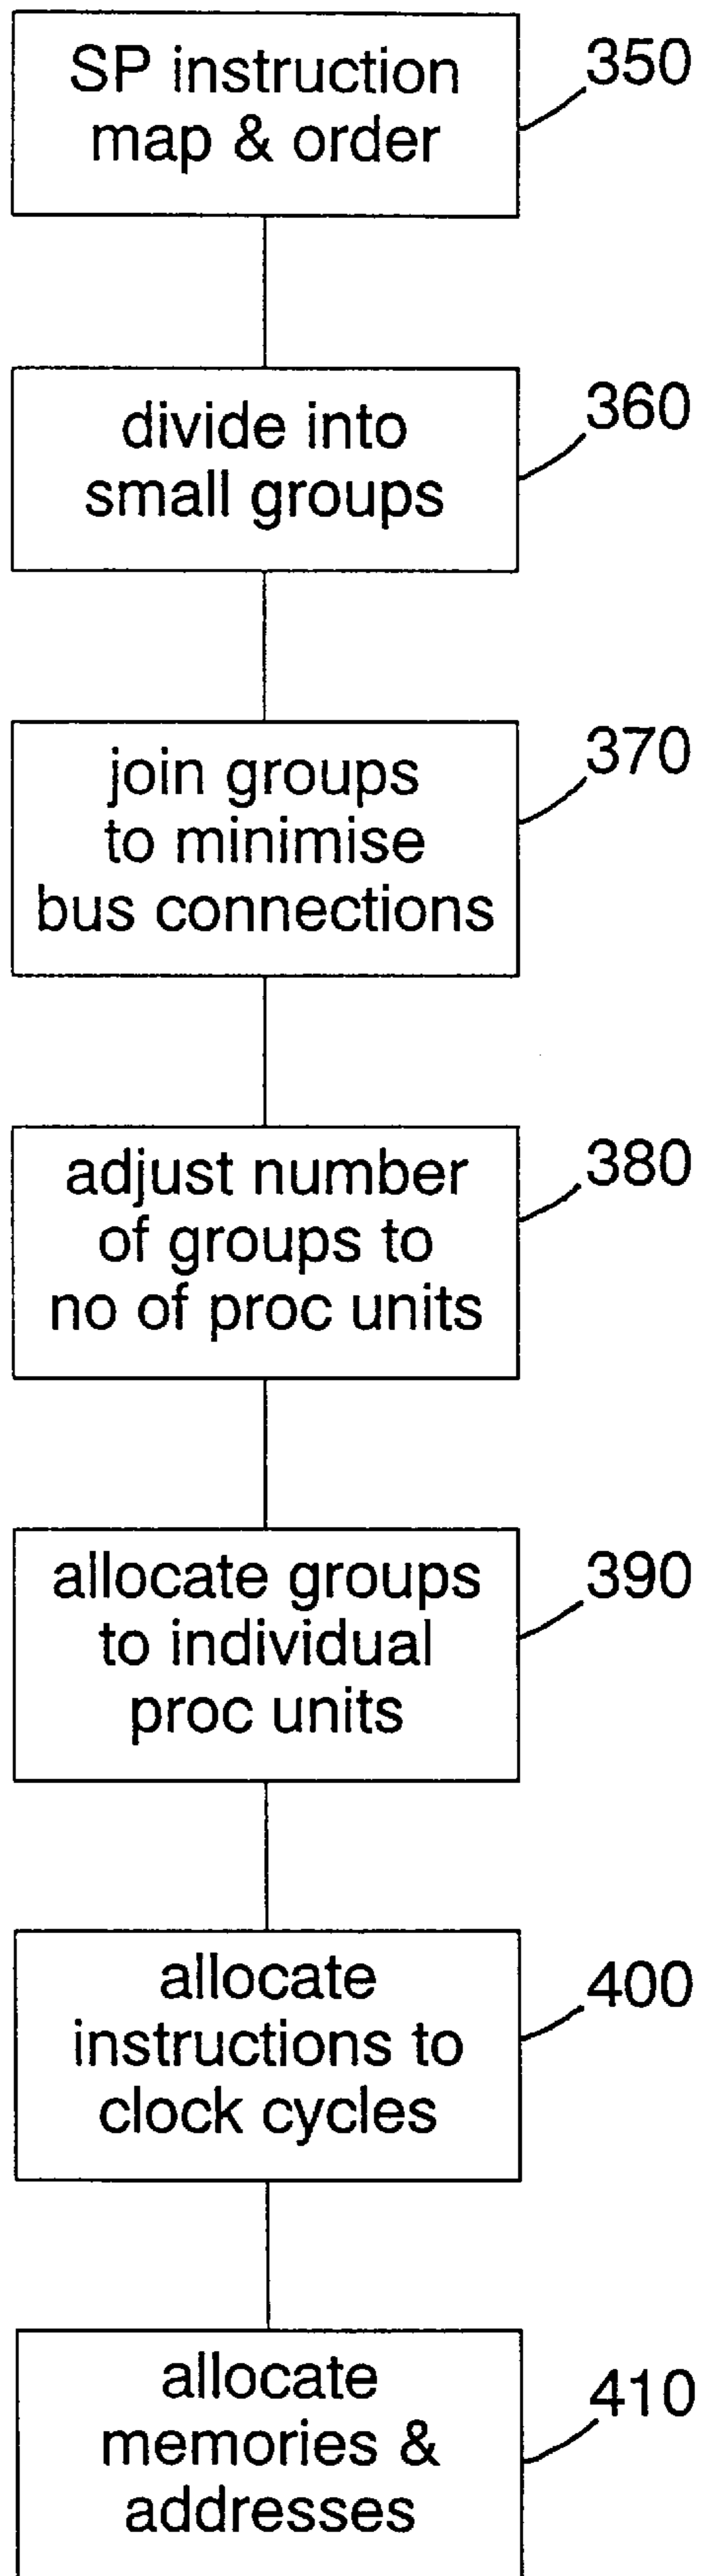 SP instruction
map & order
350
divide into
small groups
360
join groups
to minimise
bus connections
370
adjust number
of groups to
no of proc units
380
allocate groups
to individual
proc units
390
allocate
instructions to
clock cycles
400
allocate
memories &
addresses
410